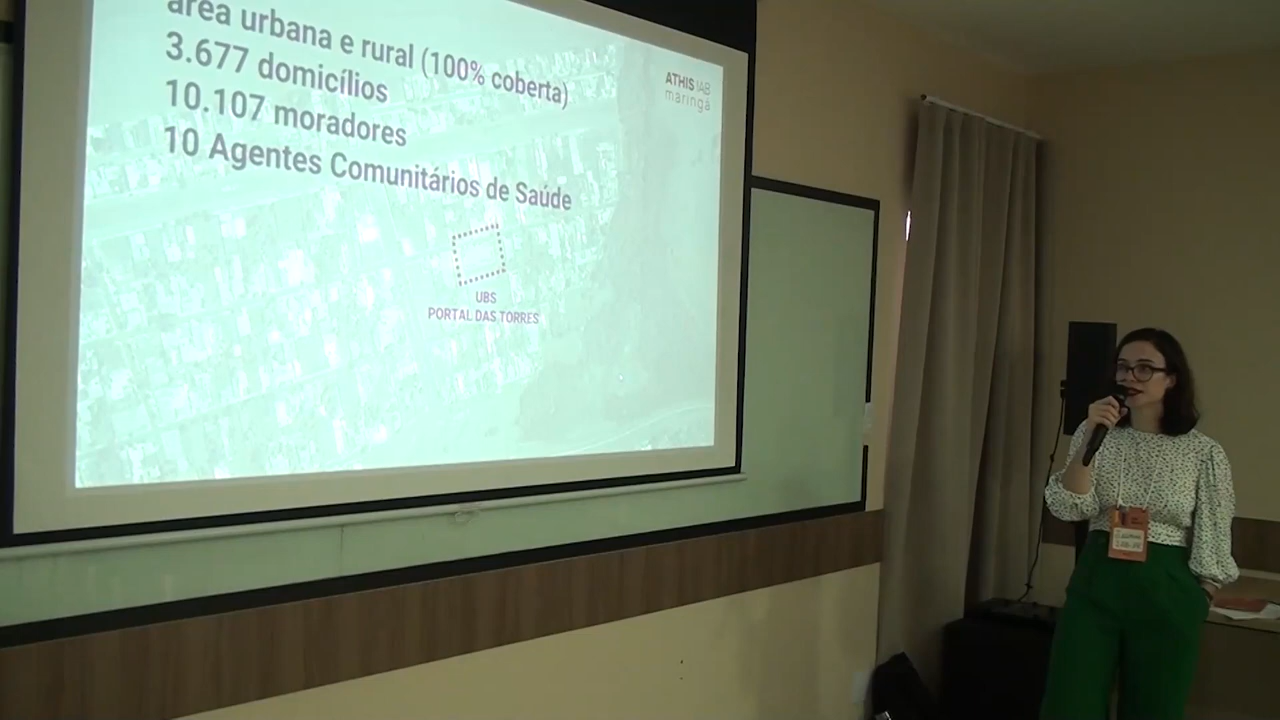 área urbana e rural (100% coberta)
3.677 domicílios
10.107 moradores
10 Agentes Comunitários de Saúde
ATHIS IAB
maringá
UBS
PORTAL DAS TORRES